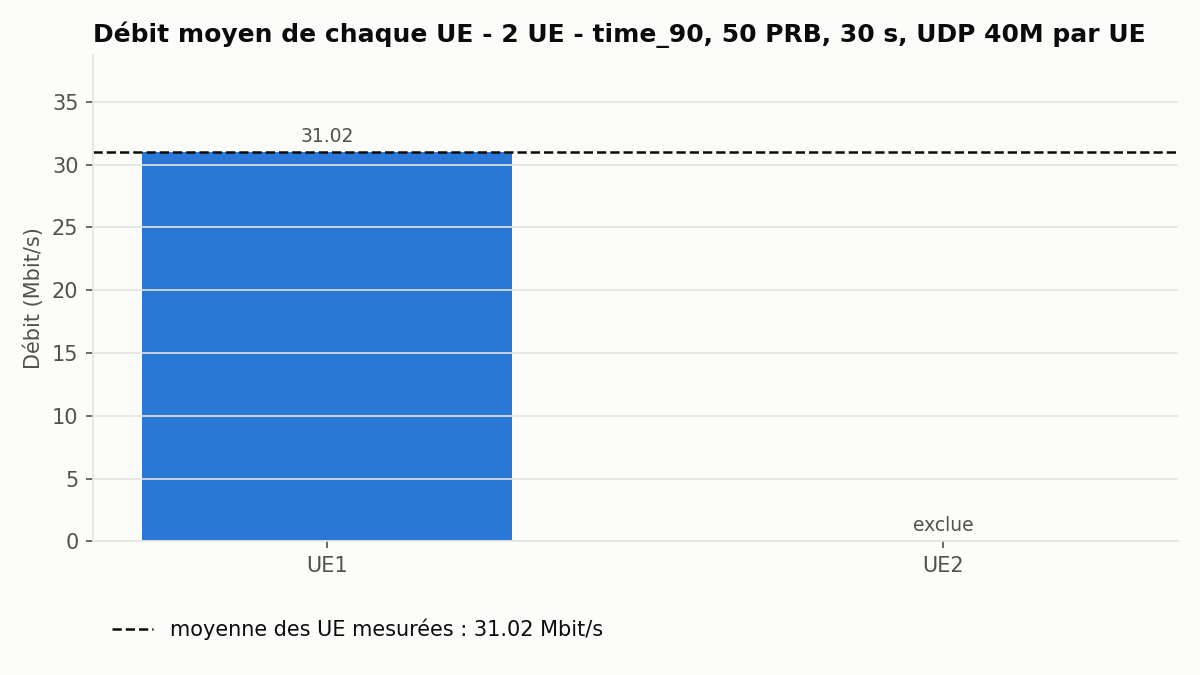 Débit moyen de chaque UE - 2 UE - time_90, 50 PRB, 30 s, UDP 40M par UE
Débit (Mbit/s)
35
30
25
20
15
10
5
0
31.02
exclue
UE1
UE2
moyenne des UE mesurées : 31.02 Mbit/s